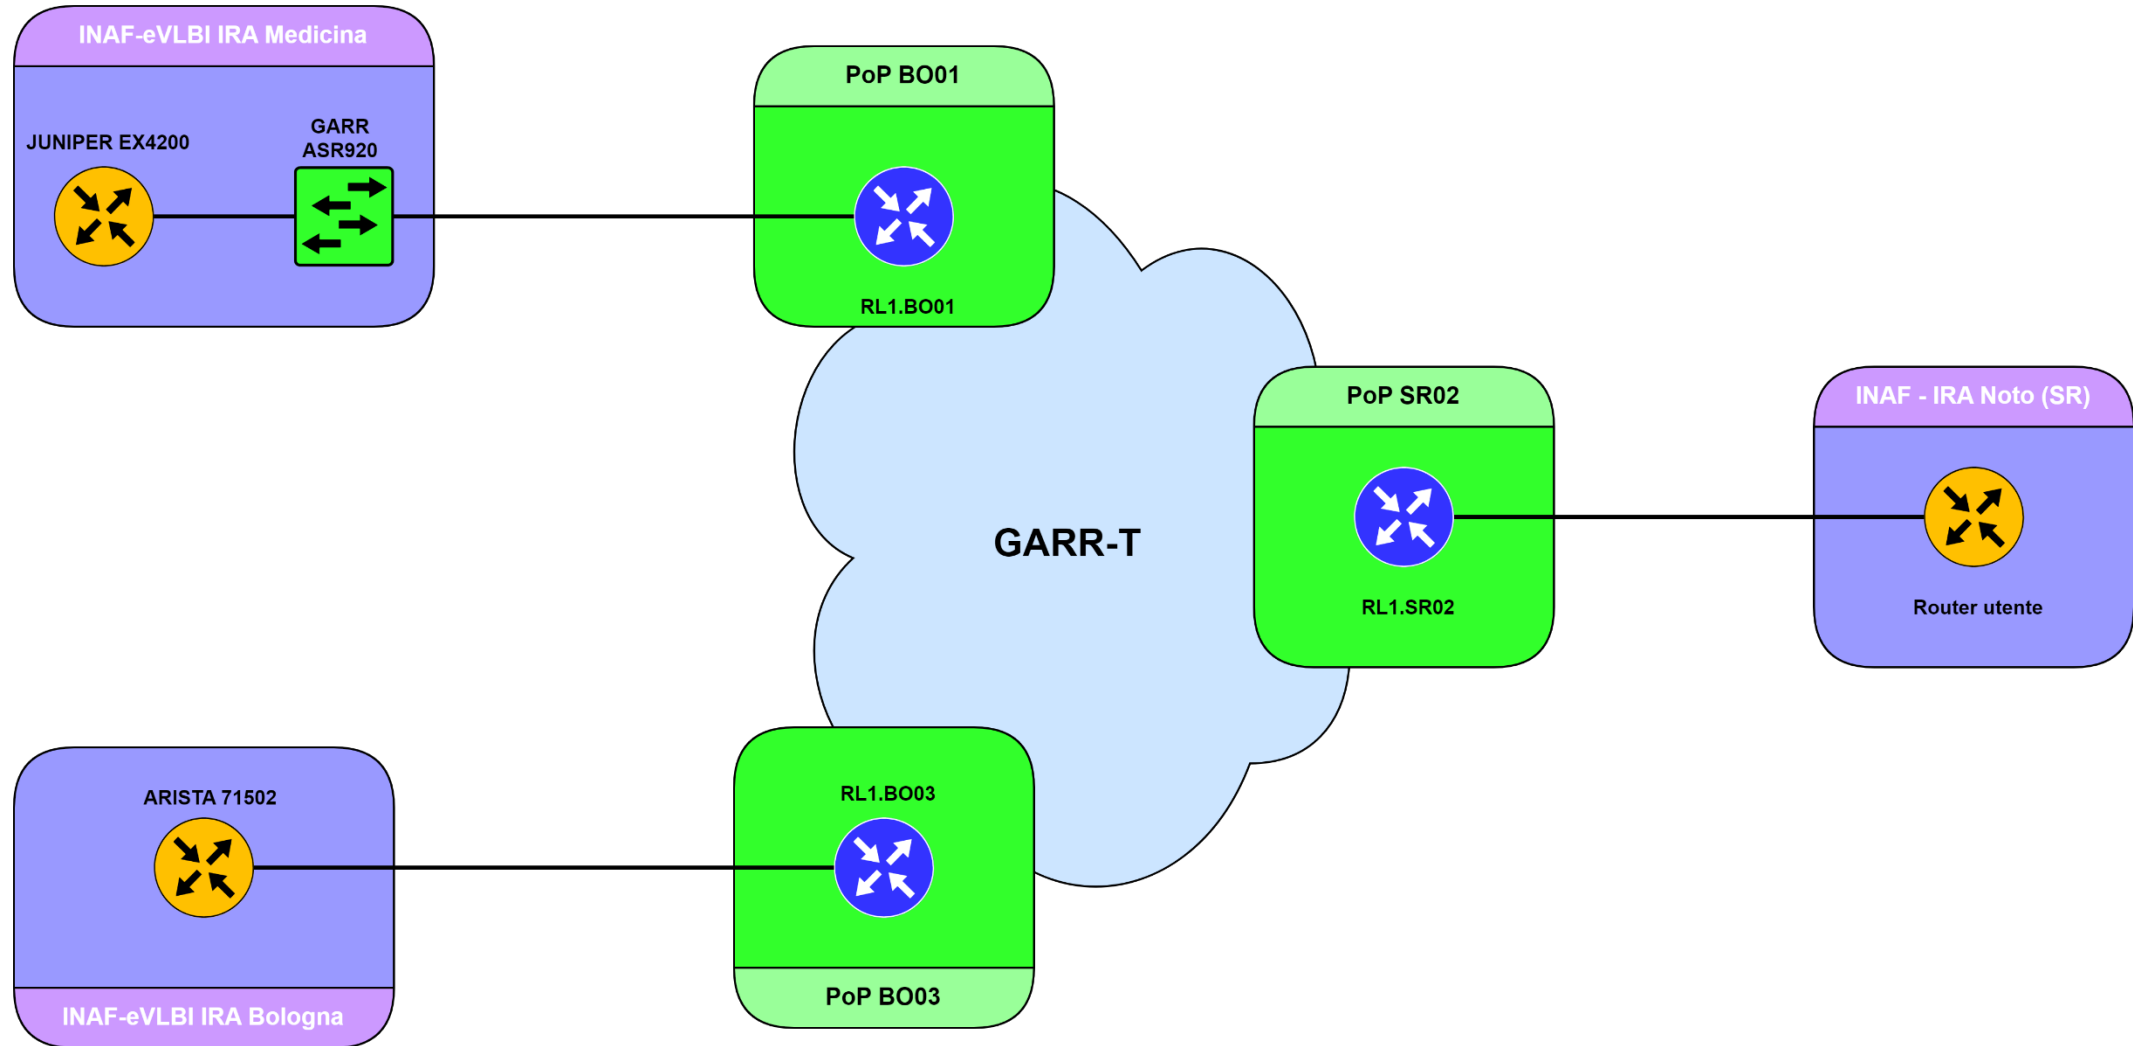 INAF-eVLBI IRA Medicina
JUNIPER EX4200
GARR
ASR920
PoP BO01
RL1.BO01
GARR-T
PoP SR02
RL1.SR02
INAF - IRA Noto (SR)
Router utente
ARISTA 71502
INAF-eVLBI IRA Bologna
RL1.BO03
PoP BO03